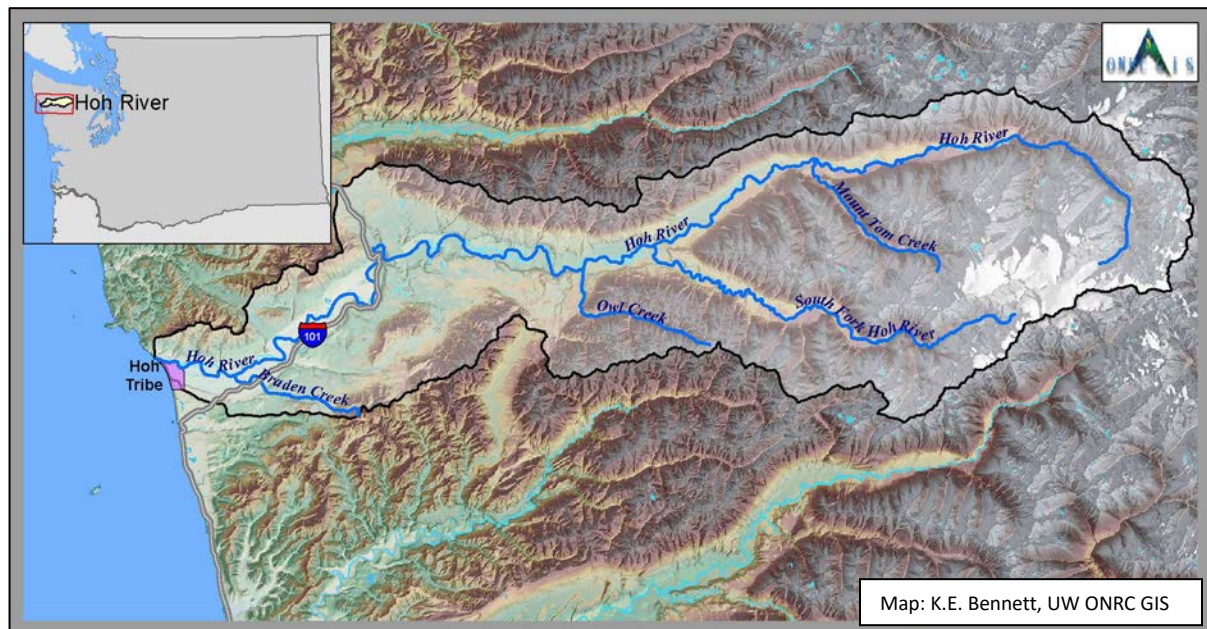 Hoh River
ONRC GIS
Hoh River
Mount Tom Creek
Hoh River
South Fork Hoh River
Owl Creek
101
Hoh River
Hoh
Tribe
Braden Creek
Map: K.E. Bennett, UW ONRC GIS